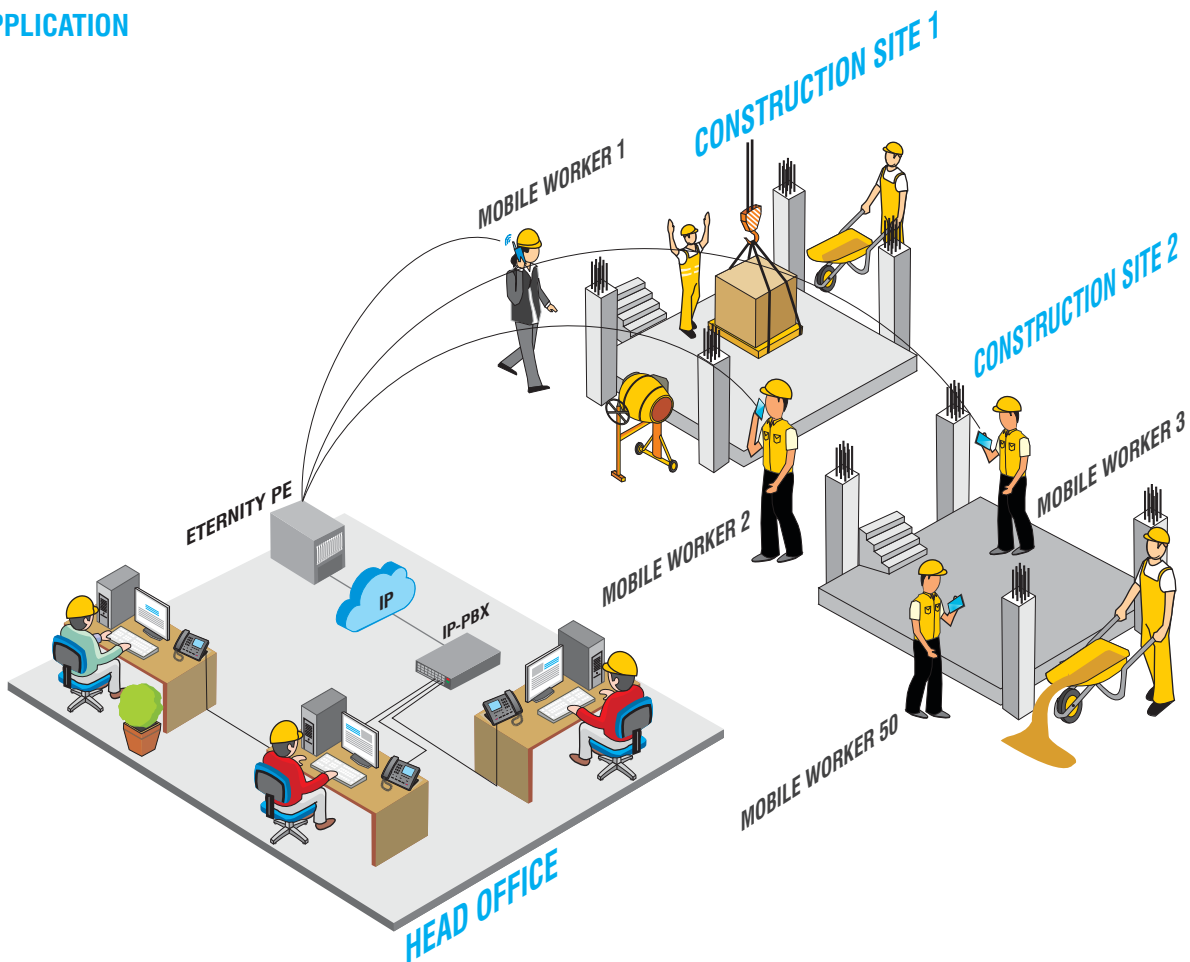 PPLICATION
CONSTRUCTION SITE 1
MOBILE WORKER 1
CONSTRUCTION SITE 2
MOBILE WORKER 3
ETERNITY PE
MOBILE WORKER 2
IP
IP-PBX
MOBILE WORKER 50
HEAD OFFICE